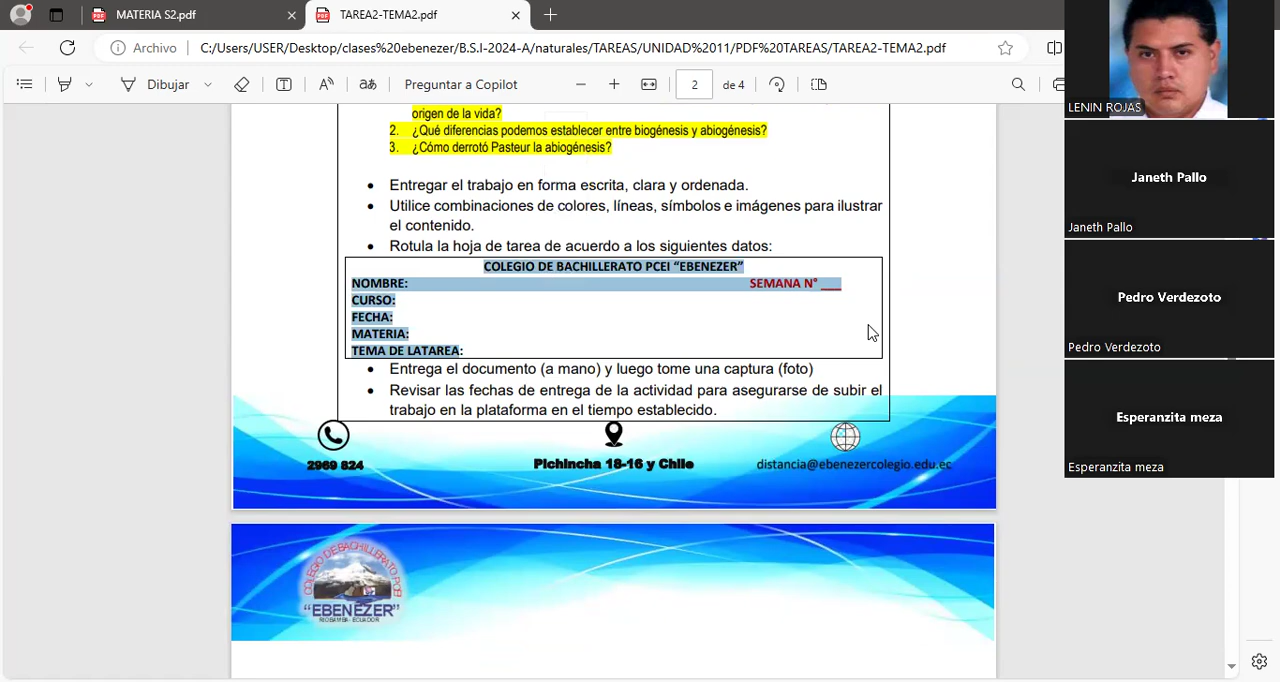 MATERIA S2.pdf
TAREA2-TEMA2.pdf
Archivo
C:/Users/USER/Desktop/clases%20ebenezer/B.S.I-2024-A/naturales/TAREAS/UNIDAD%2011/PDF%20TAREAS/TAREA2-TEMA2.pdf
Dibujar
Preguntar a Copilot
2
de 4
origen de la vida?
2. ¿Qué diferencias podemos establecer entre biogénesis y abiogénesis?
3. ¿Cómo derrotó Pasteur la abiogénesis?
• Entregar el trabajo en forma escrita, clara y ordenada.
• Utilice combinaciones de colores, líneas, símbolos e imágenes para ilustrar
el contenido.
• Rotula la hoja de tarea de acuerdo a los siguientes datos:
COLEGIO DE BACHILLERATO PCEI “EBENEZER”
NOMBRE: SEMANA N° ___
CURSO:
FECHA:
MATERIA:
TEMA DE LATAREA:
• Entrega el documento (a mano) y luego tome una captura (foto)
• Revisar las fechas de entrega de la actividad para asegurarse de subir el
trabajo en la plataforma en el tiempo establecido.
2969 824
Pichincha 18-16 y Chile
distancia@ebenezercolegio.edu.ec
COLEGIO DE BACHILLERATO PCEI
“EBENEZER”
RIOBAMBA - ECUADOR
LENIN ROJAS
Janeth Pallo
Janeth Pallo
Pedro Verdezoto
Pedro Verdezoto
Esperanzita meza
Esperanzita meza